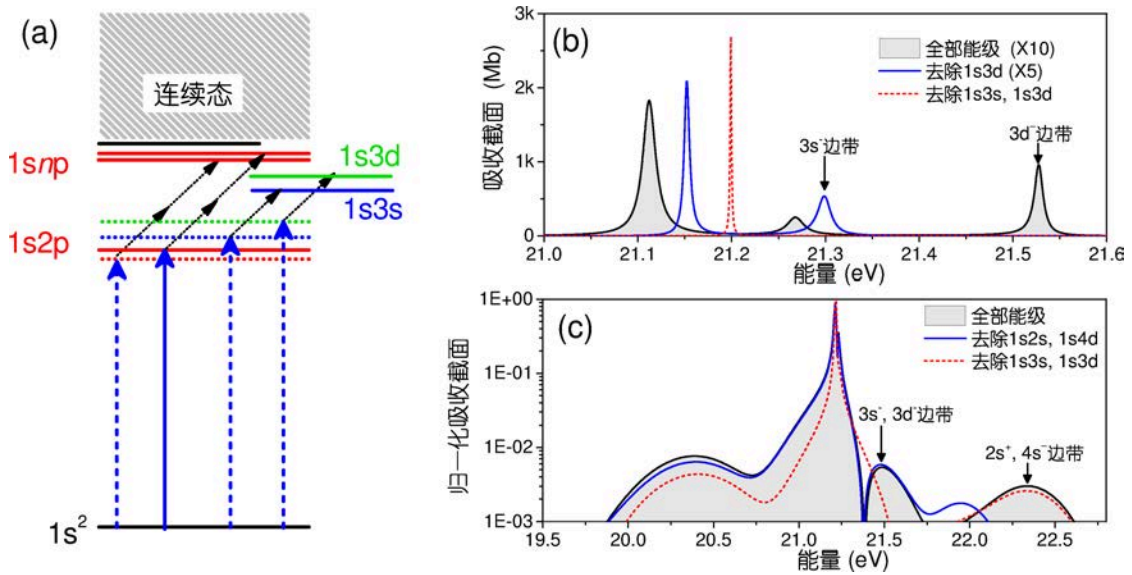 (a)
连续态
1snp
1s3d
1s3s
1s2p
1s²
(b)
吸收截面 (Mb)
3k
2k
1k
0
全部能级 (X10)
去除1s3d (X5)
去除1s3s, 1s3d
3s⁻边带
3d⁻边带
21.0 21.1 21.2 21.3 21.4 21.5 21.6
能量 (eV)
(c)
归一化吸收截面
1E+00
1E-01
1E-02
1E-03
全部能级
去除1s2s, 1s4d
去除1s3s, 1s3d
3s⁻, 3d⁻边带
2s⁺, 4s⁻边带
19.5 20.0 20.5 21.0 21.5 22.0 22.5
能量 (eV)